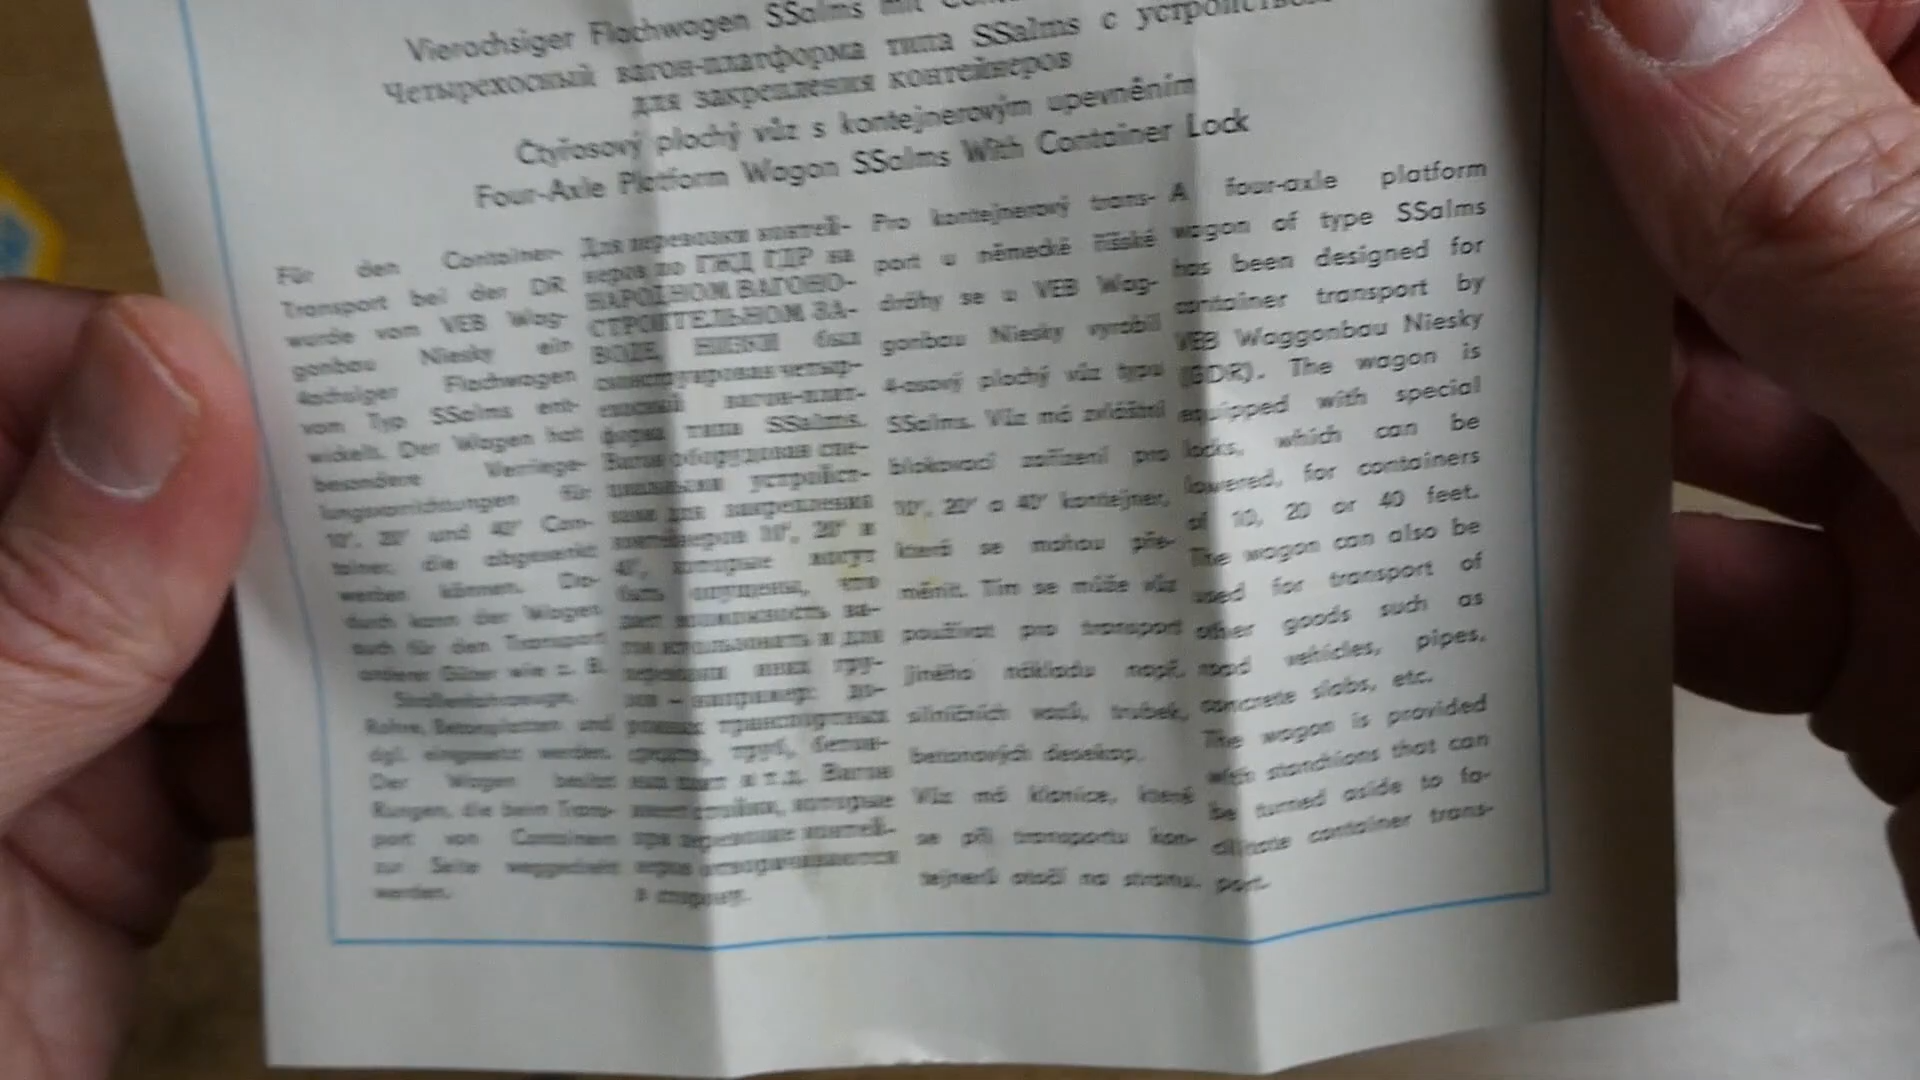 Vierachsiger Flachwagen SSalms mit
Четырехосный вагон-платформа типа SSalms с устройством
для закрепления контейнеров
Čtyřosový plochý vůz s kontejnerovým upevněním
Four-Axle Platform Wagon SSalms With Container Lock
Für den Container-
Transport bei der DR
wurde vom VEB Wag-
gonbau Niesky ein
4achsiger Flachwagen
vom Typ SSalms ent-
wickelt. Der Wagen hat
besondere Verriege-
lungsvorrichtungen für
10', 20' und 40' Con-
tainer, die abgesenkt
werden können. Da-
durch kann der Wagen
auch für den Transport
anderer Güter wie z. B.
Straßenfahrzeuge,
Rohre, Betonplatten und
dgl. eingesetzt werden.
Der Wagen besitzt
Rungen, die beim Trans-
port von Containern
zur Seite weggedreht
werden.
Для перевозки контей-
неров по ГЖД ГДР на
НАРОДНОМ ВАГОНО-
СТРОИТЕЛЬНОМ ЗА-
ВОДЕ НИСКИ был
сконструирован четыр-
вагон-плат-
форма типа SSalms.
Вагон оборудован спе-
циальными устройст-
вами для закрепления
контейнеров 10', 20' и
40', которые могут
быть опущены, что
дает возможность ва-
использовать и для
перевозки иных гру-
зов – например: до-
рожных транспортных
средств, труб, бетон-
ных плит и т.д. Вагон
имеет стойки, которые
при перевозке контей-
неров отворачиваются
в сторону.
Pro kontejnerový trans-
port u německé říšské
dráhy se u VEB Wag-
gonbau Niesky vyrobil
4-osový plochý vůz typu
SSalms. Vůz má zvláštní
blokovací zařízení pro
10', 20' a 40' kontejner,
která se mohou pře-
měnit. Tím se může vůz
používat pro transport
jiného nákladu např.
silničních vozů, trubek,
betonových desekap.
Vůz má klanice, které
se při transportu kon-
tejnerů otočí na stranu.
A four-axle platform
wagon of type SSalms
has been designed for
container transport by
VEB Waggonbau Niesky
(GDR). The wagon is
equipped with special
locks, which can be
lowered, for containers
of 10, 20 or 40 feet.
The wagon can also be
used for transport of
other goods such as
road vehicles, pipes,
concrete slabs, etc.
The wagon is provided
with stanchions that can
be turned aside to fa-
cilitate container trans-
port.